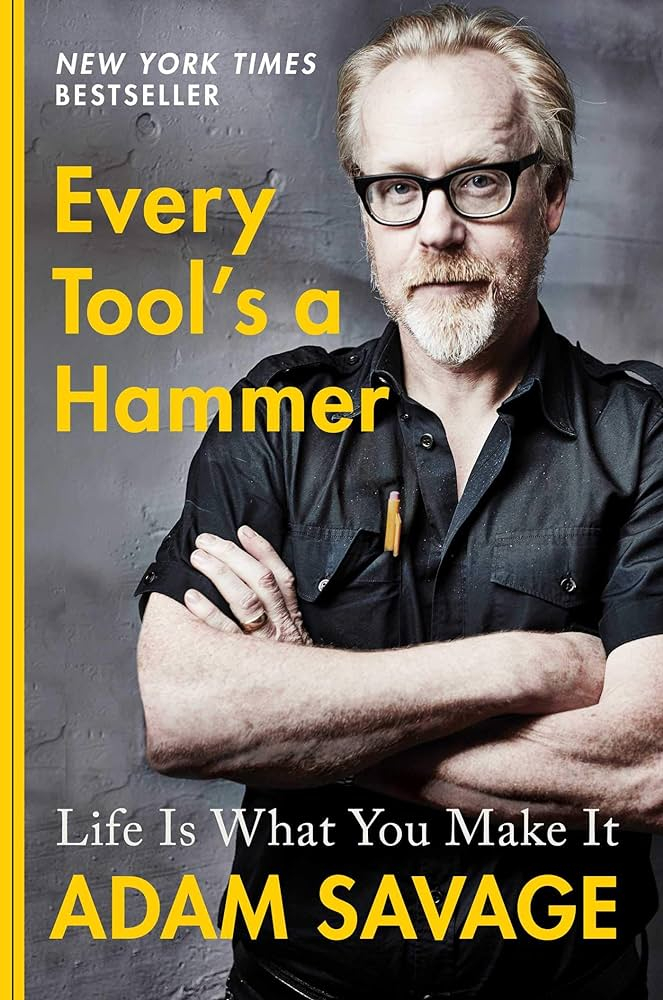 NEW YORK TIMES
BESTSELLER
Every
Tool's a
Hammer
Life Is What You Make It
ADAM SAVAGE